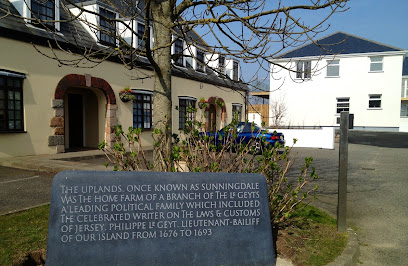 THE UPLANDS, ONCE KNOWN AS SUNNINGDALE
WAS THE HOME FARM OF A BRANCH OF THE LE GEYTS
A LEADING POLITICAL FAMILY WHICH INCLUDED
THE CELEBRATED WRITER ON THE LAWS & CUSTOMS
OF JERSEY, PHILIPPE LE GEYT, LIEUTENANT-BAILIFF
OF OUR ISLAND FROM 1676 TO 1693